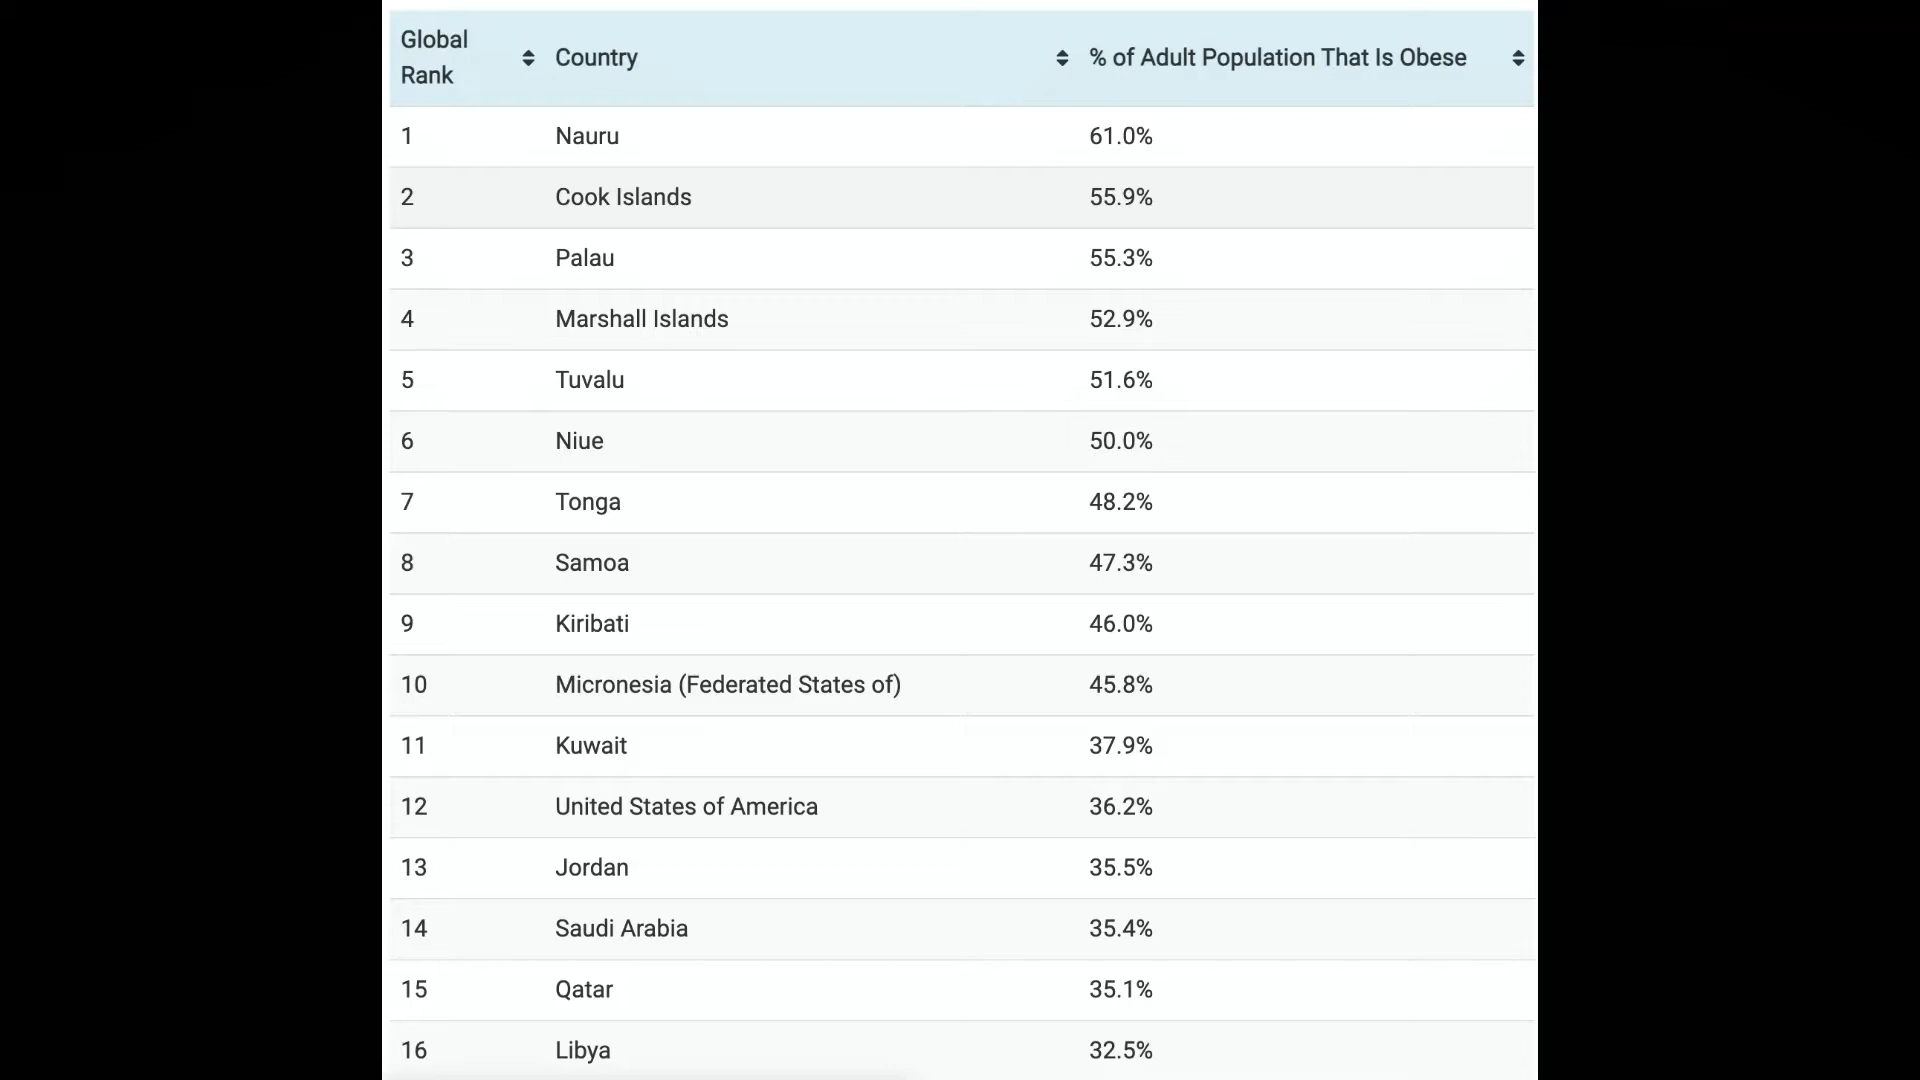 Global Rank Country % of Adult Population That Is Obese
1 Nauru 61.0%
2 Cook Islands 55.9%
3 Palau 55.3%
4 Marshall Islands 52.9%
5 Tuvalu 51.6%
6 Niue 50.0%
7 Tonga 48.2%
8 Samoa 47.3%
9 Kiribati 46.0%
10 Micronesia (Federated States of) 45.8%
11 Kuwait 37.9%
12 United States of America 36.2%
13 Jordan 35.5%
14 Saudi Arabia 35.4%
15 Qatar 35.1%
16 Libya 32.5%